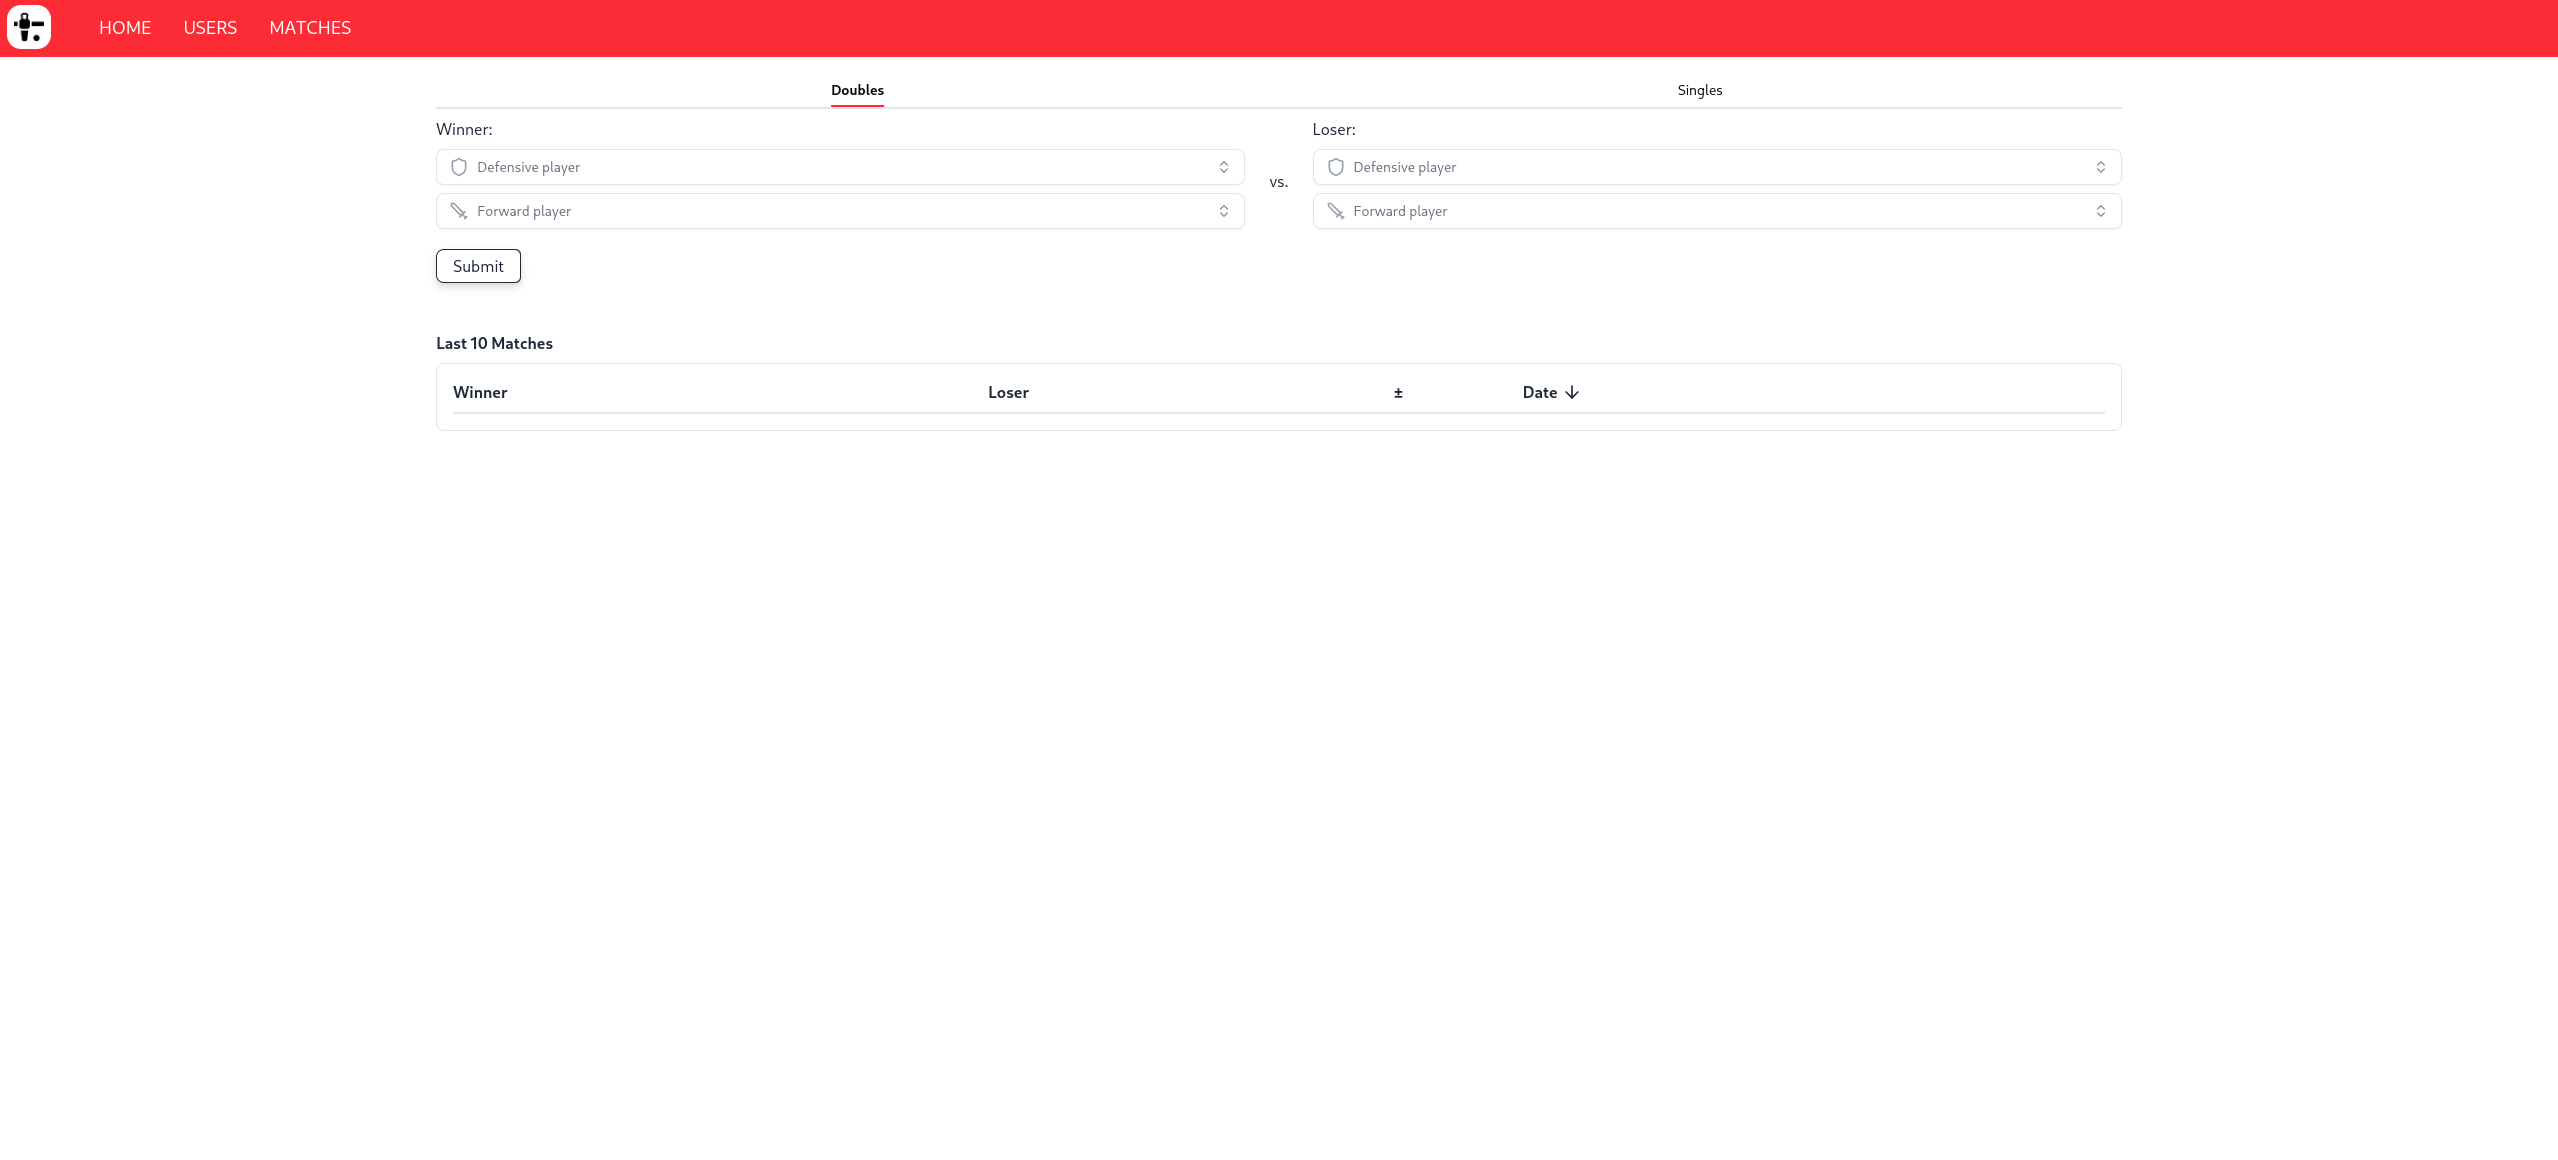 HOME USERS MATCHES
Doubles Singles
Winner: Loser:
Defensive player Defensive player
vs.
Forward player Forward player
Submit
Last 10 Matches
Winner Loser ± Date